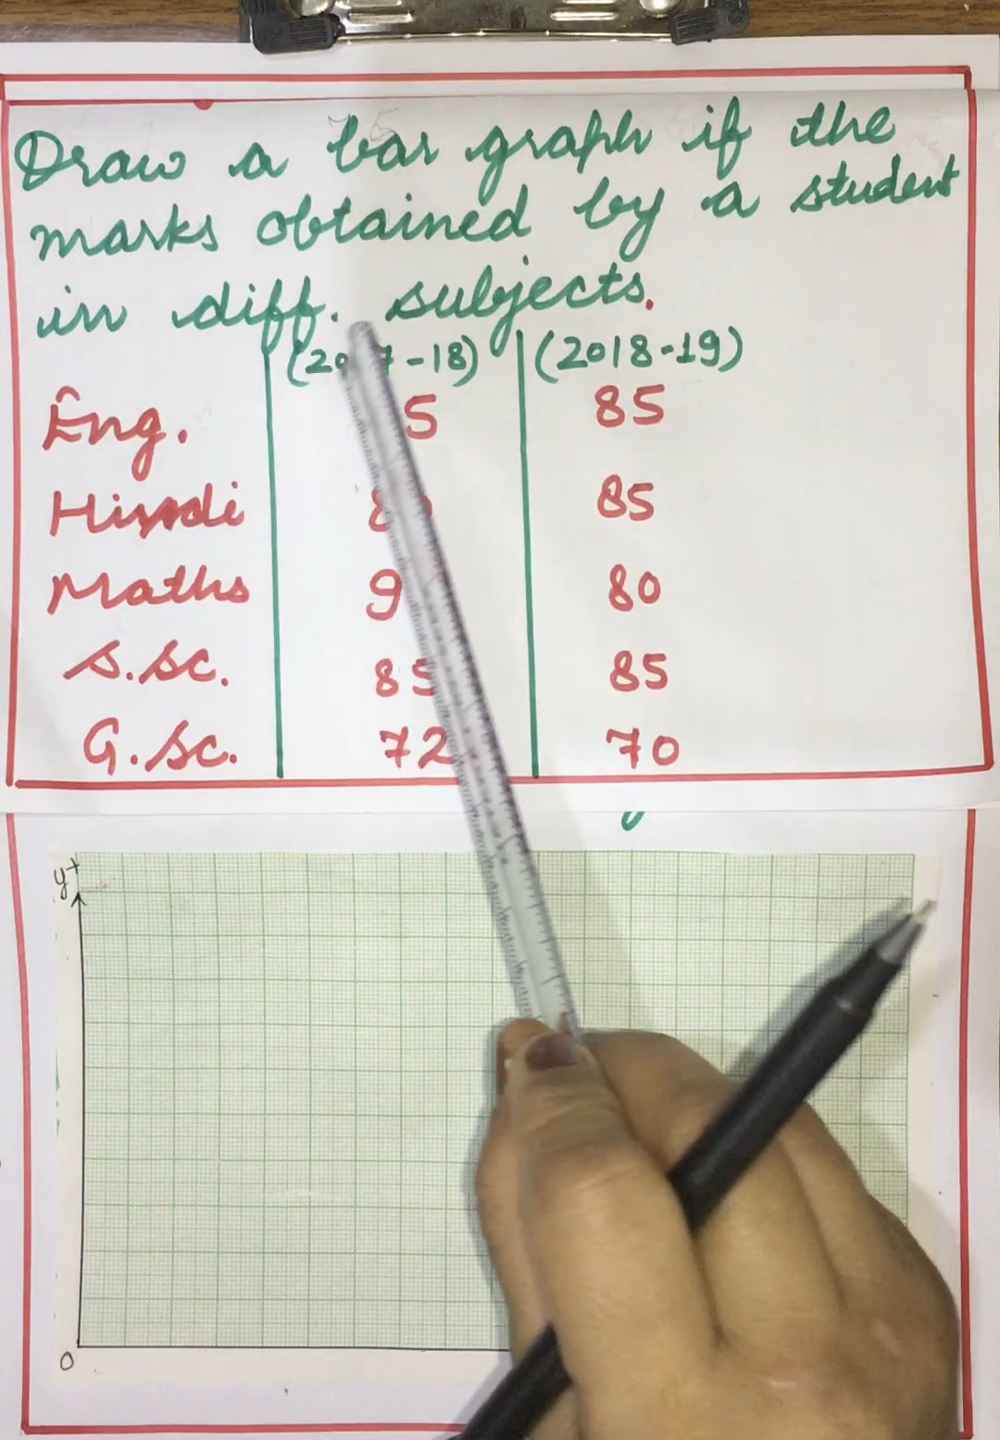 Draw a bar graph if the
marks obtained by a student
in diff. subjects.
(2018-19)
Eng. 85
Hindi 85
Maths 80
S.Sc. 85 85
G.Sc. 72 70
y
0